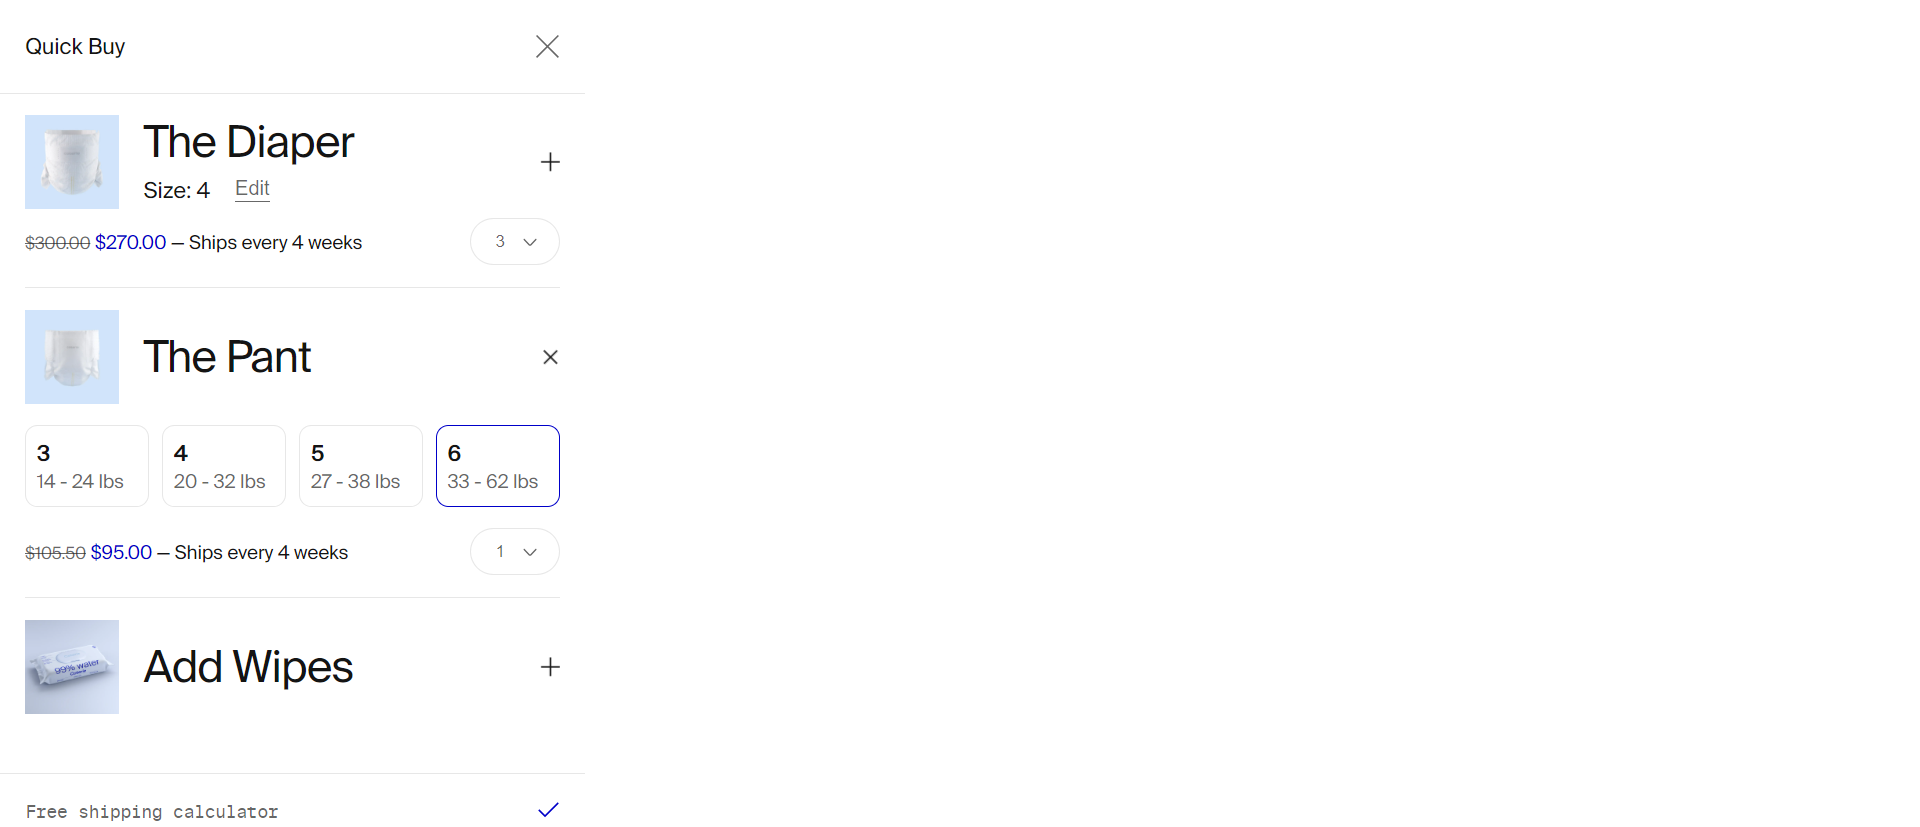 Quick Buy
The Diaper
Size: 4 Edit
$300.00 $270.00 — Ships every 4 weeks 3
The Pant
3 4 5 6
14 - 24 lbs 20 - 32 lbs 27 - 38 lbs 33 - 62 lbs
$105.50 $95.00 — Ships every 4 weeks 1
99% water
Add Wipes
Free shipping calculator